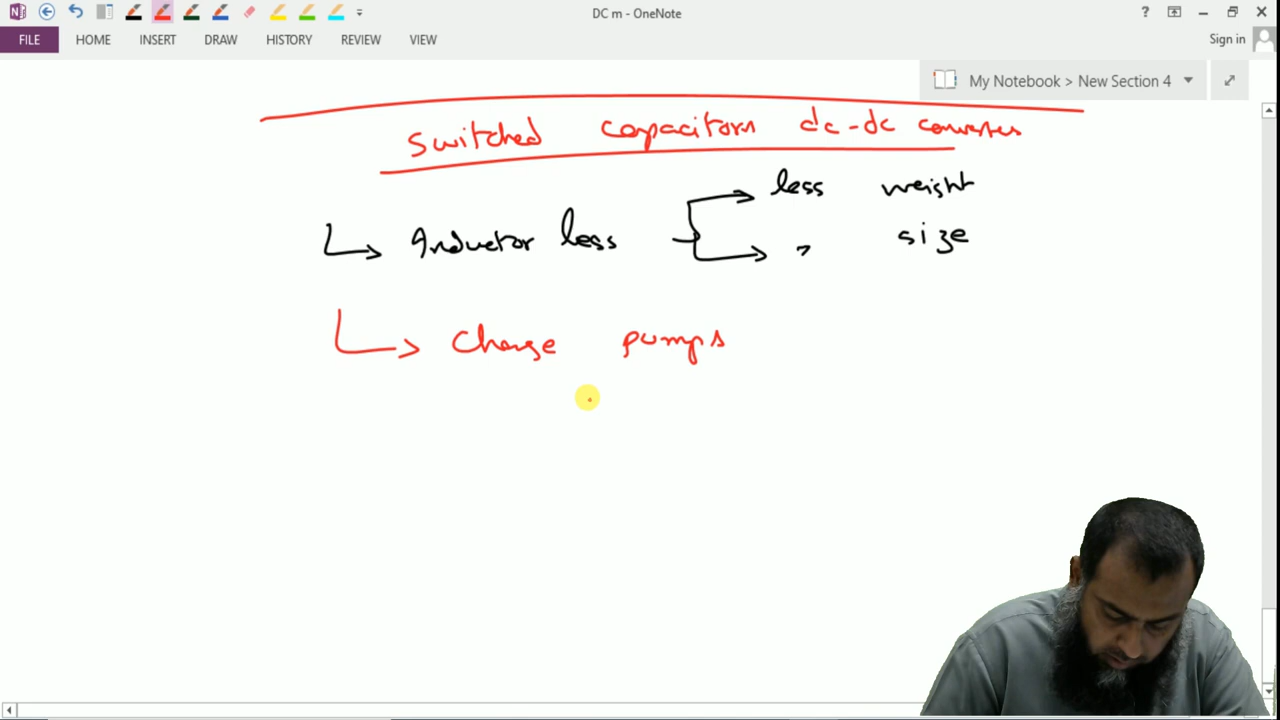 DC m - OneNote
FILE HOME INSERT DRAW HISTORY REVIEW VIEW
Sign in
My Notebook > New Section 4
switched capacitors dc-dc converter
Inductor less
less weight
" size
charge pumps